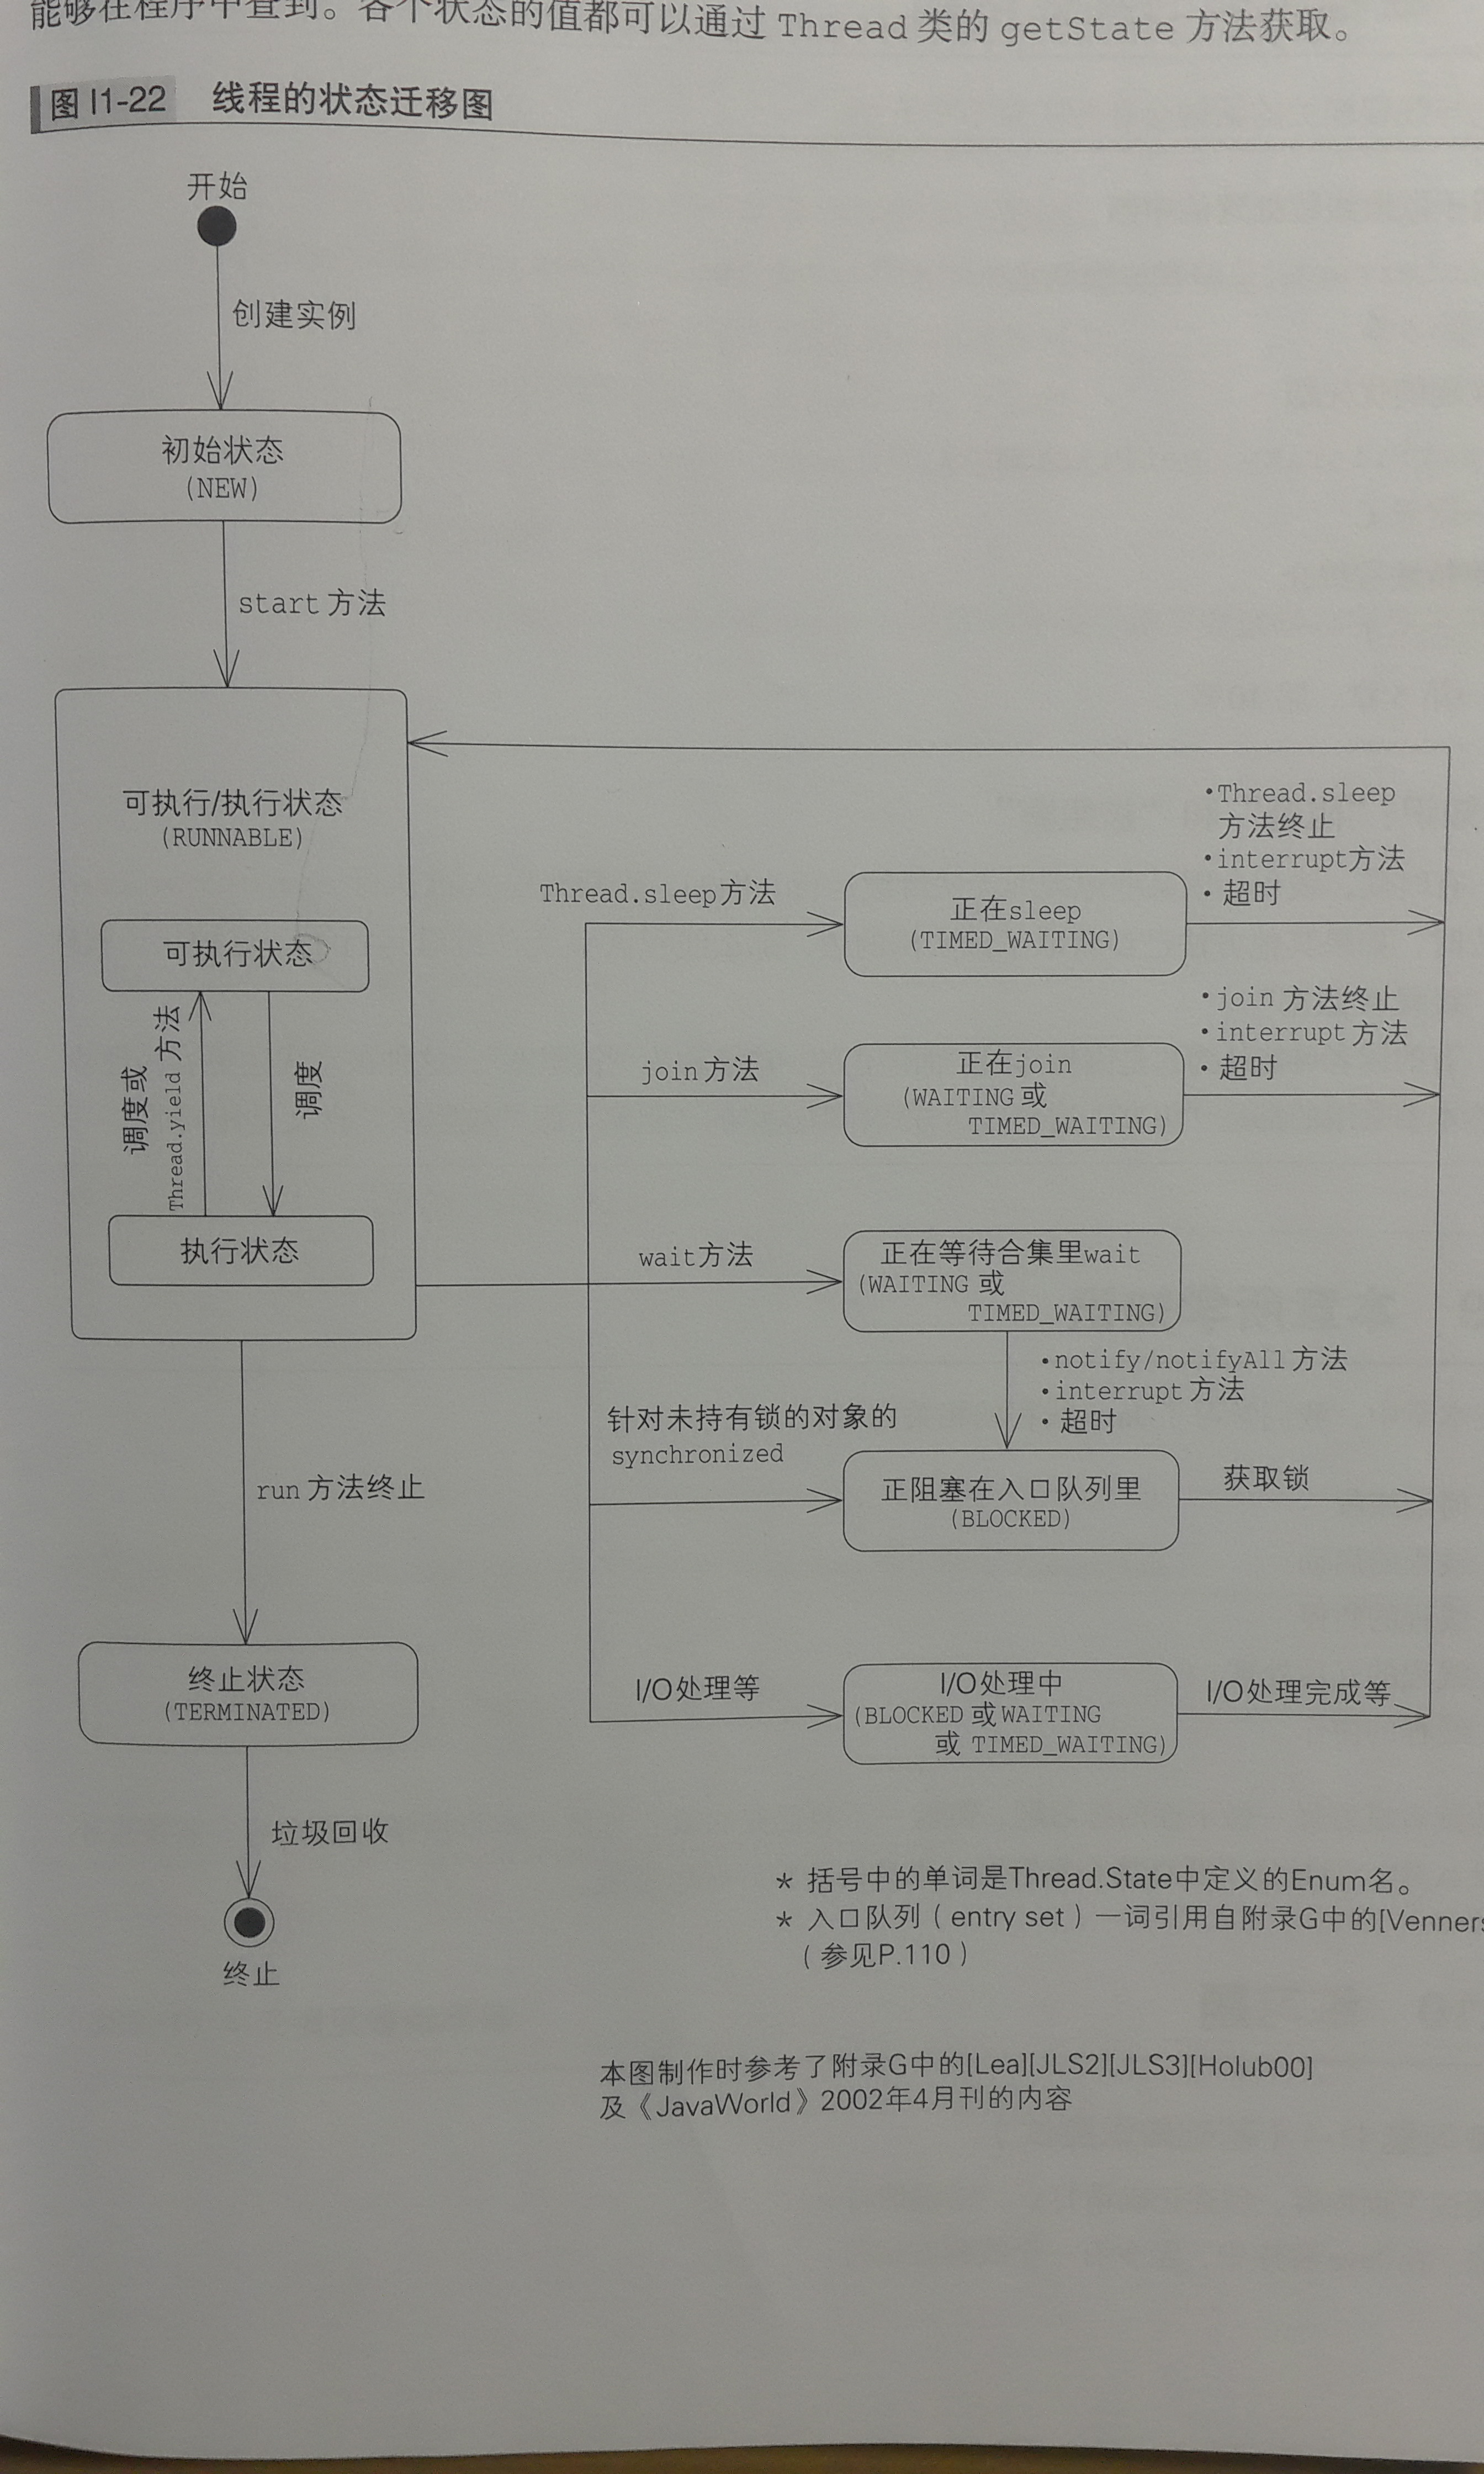 能够在程序中查到。各个状态的值都可以通过 Thread 类的 getState 方法获取。
图 I1-22 线程的状态迁移图
开始
创建实例
初始状态
(NEW)
start 方法
可执行/执行状态
(RUNNABLE)
可执行状态
调度或
Thread.yield 方法
调度
执行状态
Thread.sleep方法
正在sleep
(TIMED_WAITING)
•Thread.sleep
方法终止
•interrupt方法
•超时
join方法
正在join
(WAITING 或
TIMED_WAITING)
•join 方法终止
•interrupt 方法
•超时
wait方法
正在等待合集里wait
(WAITING 或
TIMED_WAITING)
•notify/notifyAll 方法
•interrupt 方法
•超时
针对未持有锁的对象的
synchronized
正阻塞在入口队列里
(BLOCKED)
获取锁
I/O处理等
I/O处理中
(BLOCKED 或 WAITING
或 TIMED_WAITING)
I/O处理完成等
run 方法终止
终止状态
(TERMINATED)
垃圾回收
终止
* 括号中的单词是Thread.State中定义的Enum名。
* 入口队列（entry set）一词引用自附录G中的[Venners
（参见P.110）
本图制作时参考了附录G中的[Lea][JLS2][JLS3][Holub00]
及《JavaWorld》2002年4月刊的内容